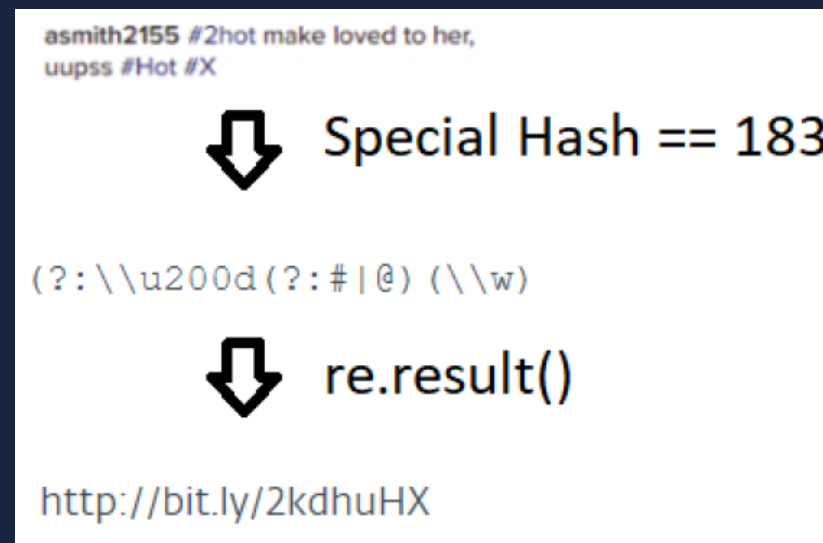 asmith2155 #2hot make loved to her,
uupss #Hot #X
Special Hash == 183
(?:\\u200d(?:#|@)(\\w)
re.result()
http://bit.ly/2kdhuHX